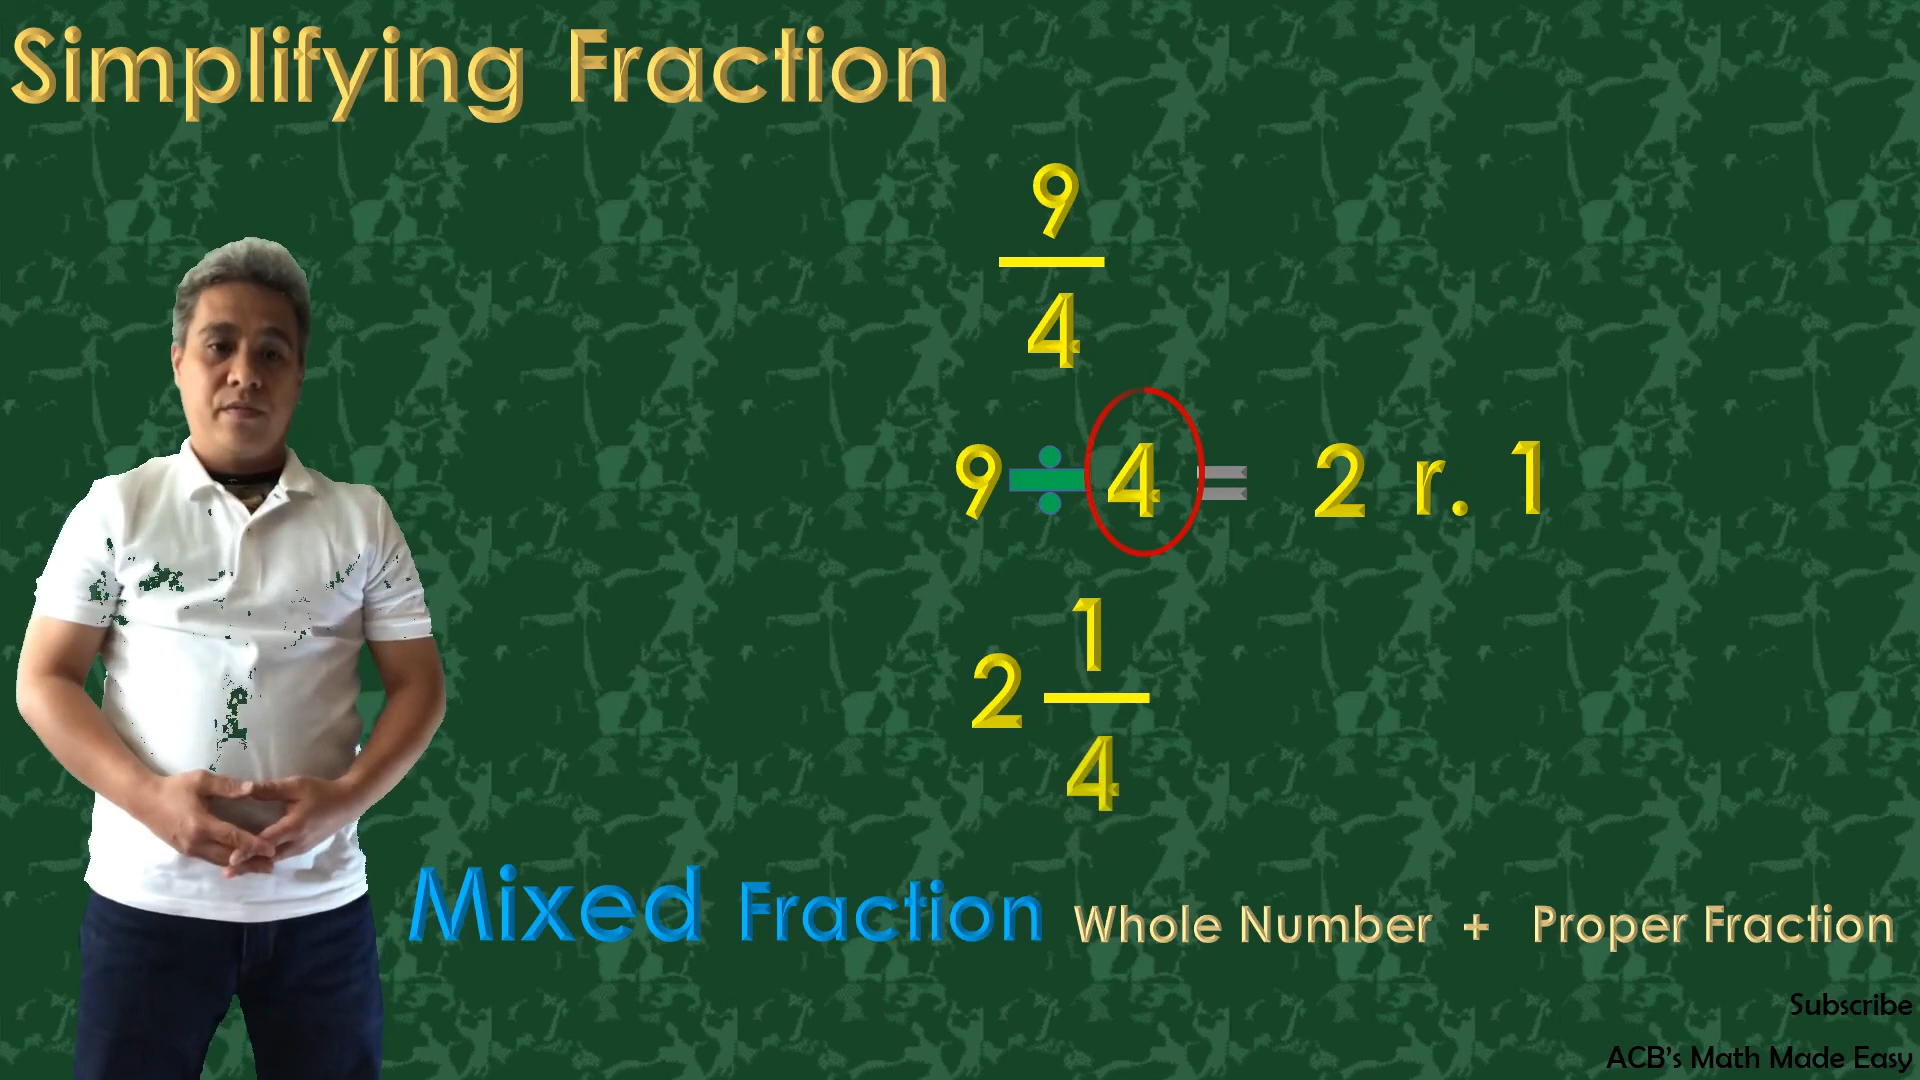 Simplifying Fraction
9
4
9 ÷ 4 = 2 r. 1
2 1
4
Mixed Fraction Whole Number + Proper Fraction
Subscribe
ACB's Math Made Easy